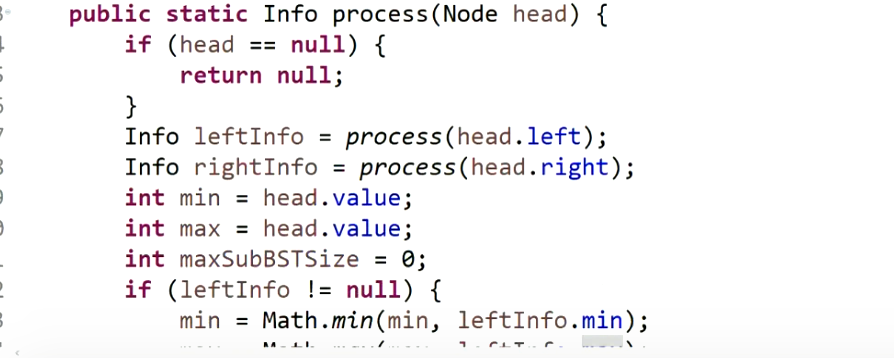 public static Info process(Node head) {
if (head == null) {
return null;
}
Info leftInfo = process(head.left);
Info rightInfo = process(head.right);
int min = head.value;
int max = head.value;
int maxSubBSTSize = 0;
if (leftInfo != null) {
min = Math.min(min, leftInfo.min);